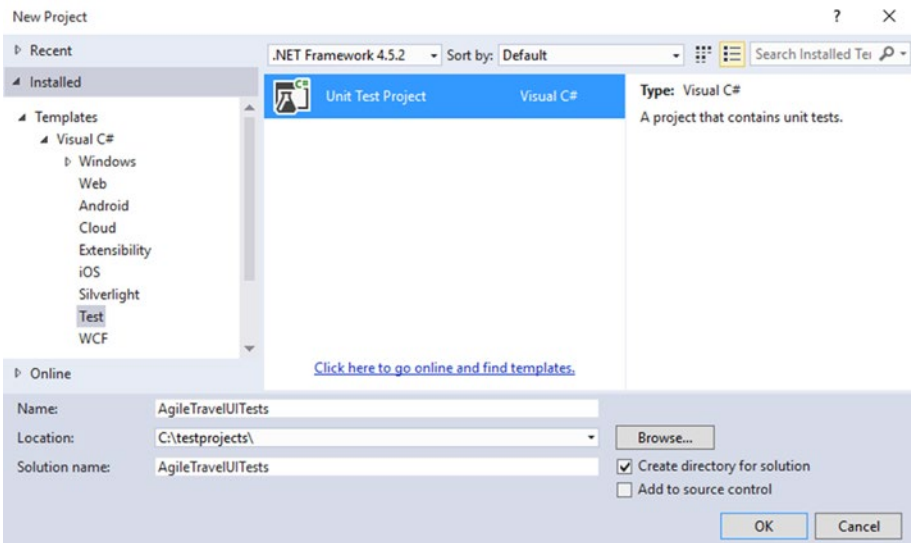 New Project
? 
Recent
.NET Framework 4.5.2 Sort by: Default Search Installed Te
Installed
Unit Test Project Visual C#
Type: Visual C#
A project that contains unit tests.
Templates
Visual C#
Windows
Web
Android
Cloud
Extensibility
iOS
Silverlight
Test
WCF
Click here to go online and find templates.
Online
Name: AgileTravelUITests
Location: C:\testprojects\ Browse...
Solution name: AgileTravelUITests
Create directory for solution
Add to source control
OK Cancel